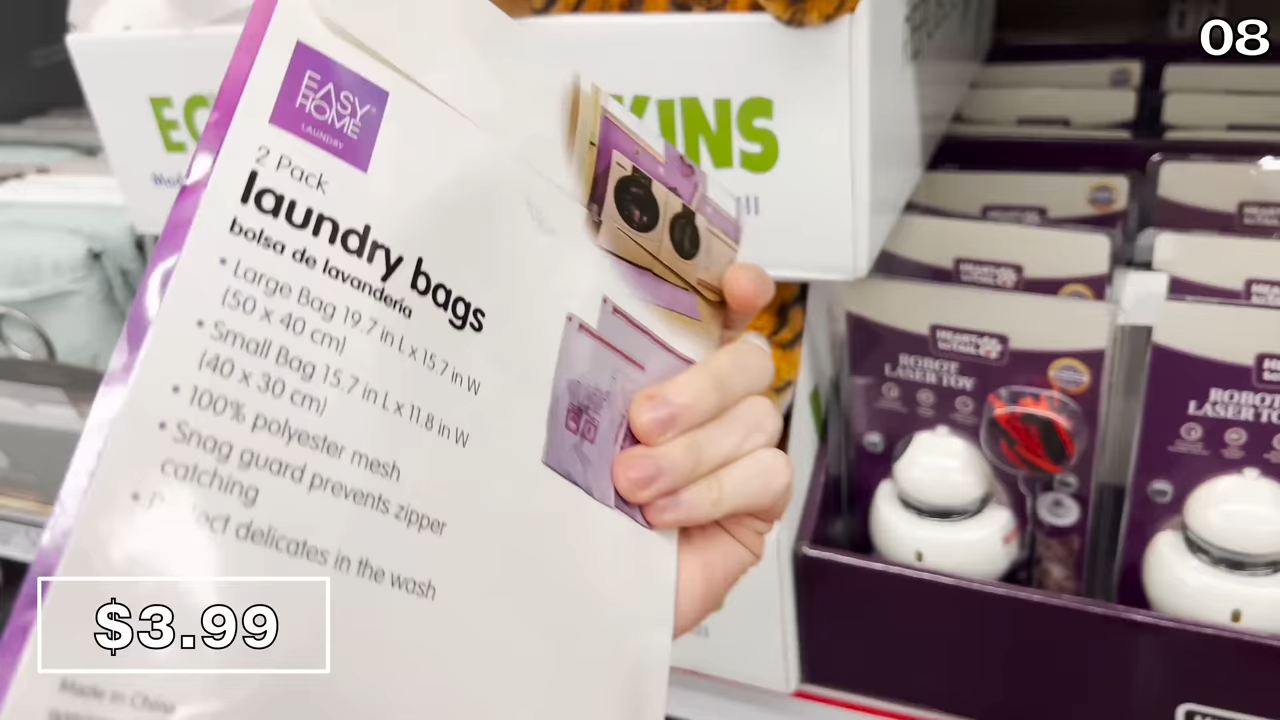 08
EASY
HOME
LAUNDRY
2 Pack
laundry bags
bolsa de lavandería
• Large Bag 19.7 in L x 15.7 in W
(50 x 40 cm)
• Small Bag 15.7 in L x 11.8 in W
(40 x 30 cm)
• 100% polyester mesh
• Snag guard prevents zipper
catching
• delicates in the wash
Made in China
$3.99
KINS
HEART
ROBOT
LASER TOY
ROBOT
LASER TO